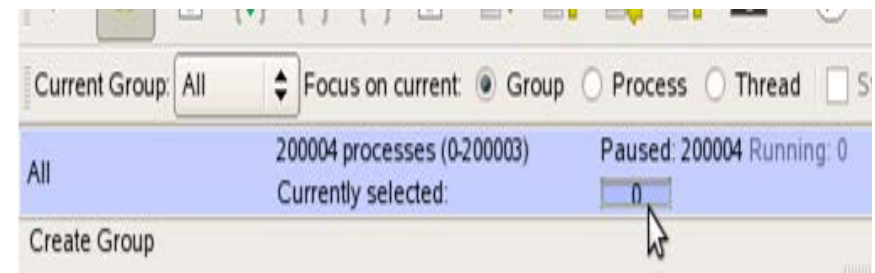 Current Group: All Focus on current: Group Process Thread
All 200004 processes (0-200003) Paused: 200004 Running: 0
Currently selected: 0
Create Group